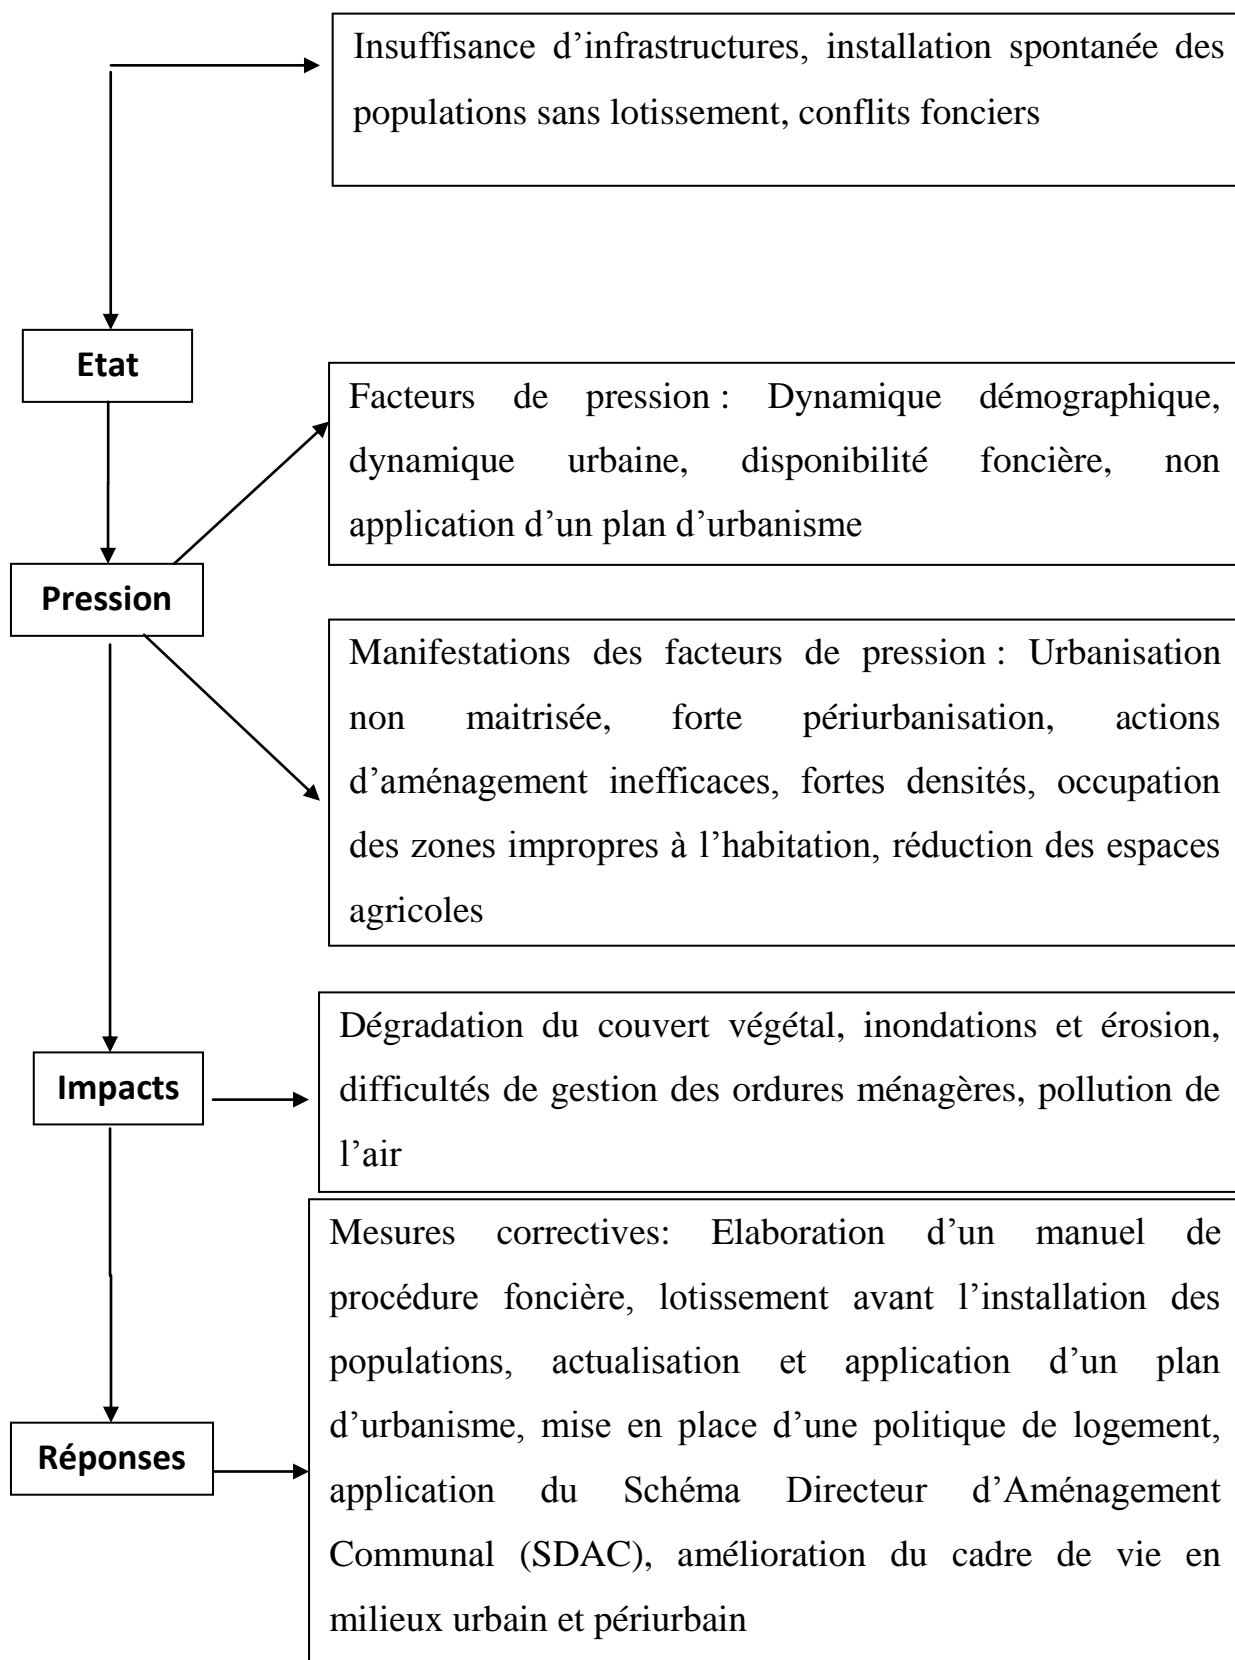 Insuffisance d’infrastructures, installation spontanée des
populations sans lotissement, conflits fonciers
Etat
Facteurs de pression : Dynamique démographique,
dynamique urbaine, disponibilité foncière, non
application d’un plan d’urbanisme
Pression
Manifestations des facteurs de pression : Urbanisation
non maitrisée, forte périurbanisation, actions
d’aménagement inefficaces, fortes densités, occupation
des zones impropres à l’habitation, réduction des espaces
agricoles
Impacts
Dégradation du couvert végétal, inondations et érosion,
difficultés de gestion des ordures ménagères, pollution de
l’air
Réponses
Mesures correctives: Elaboration d’un manuel de
procédure foncière, lotissement avant l’installation des
populations, actualisation et application d’un plan
d’urbanisme, mise en place d’une politique de logement,
application du Schéma Directeur d’Aménagement
Communal (SDAC), amélioration du cadre de vie en
milieux urbain et périurbain